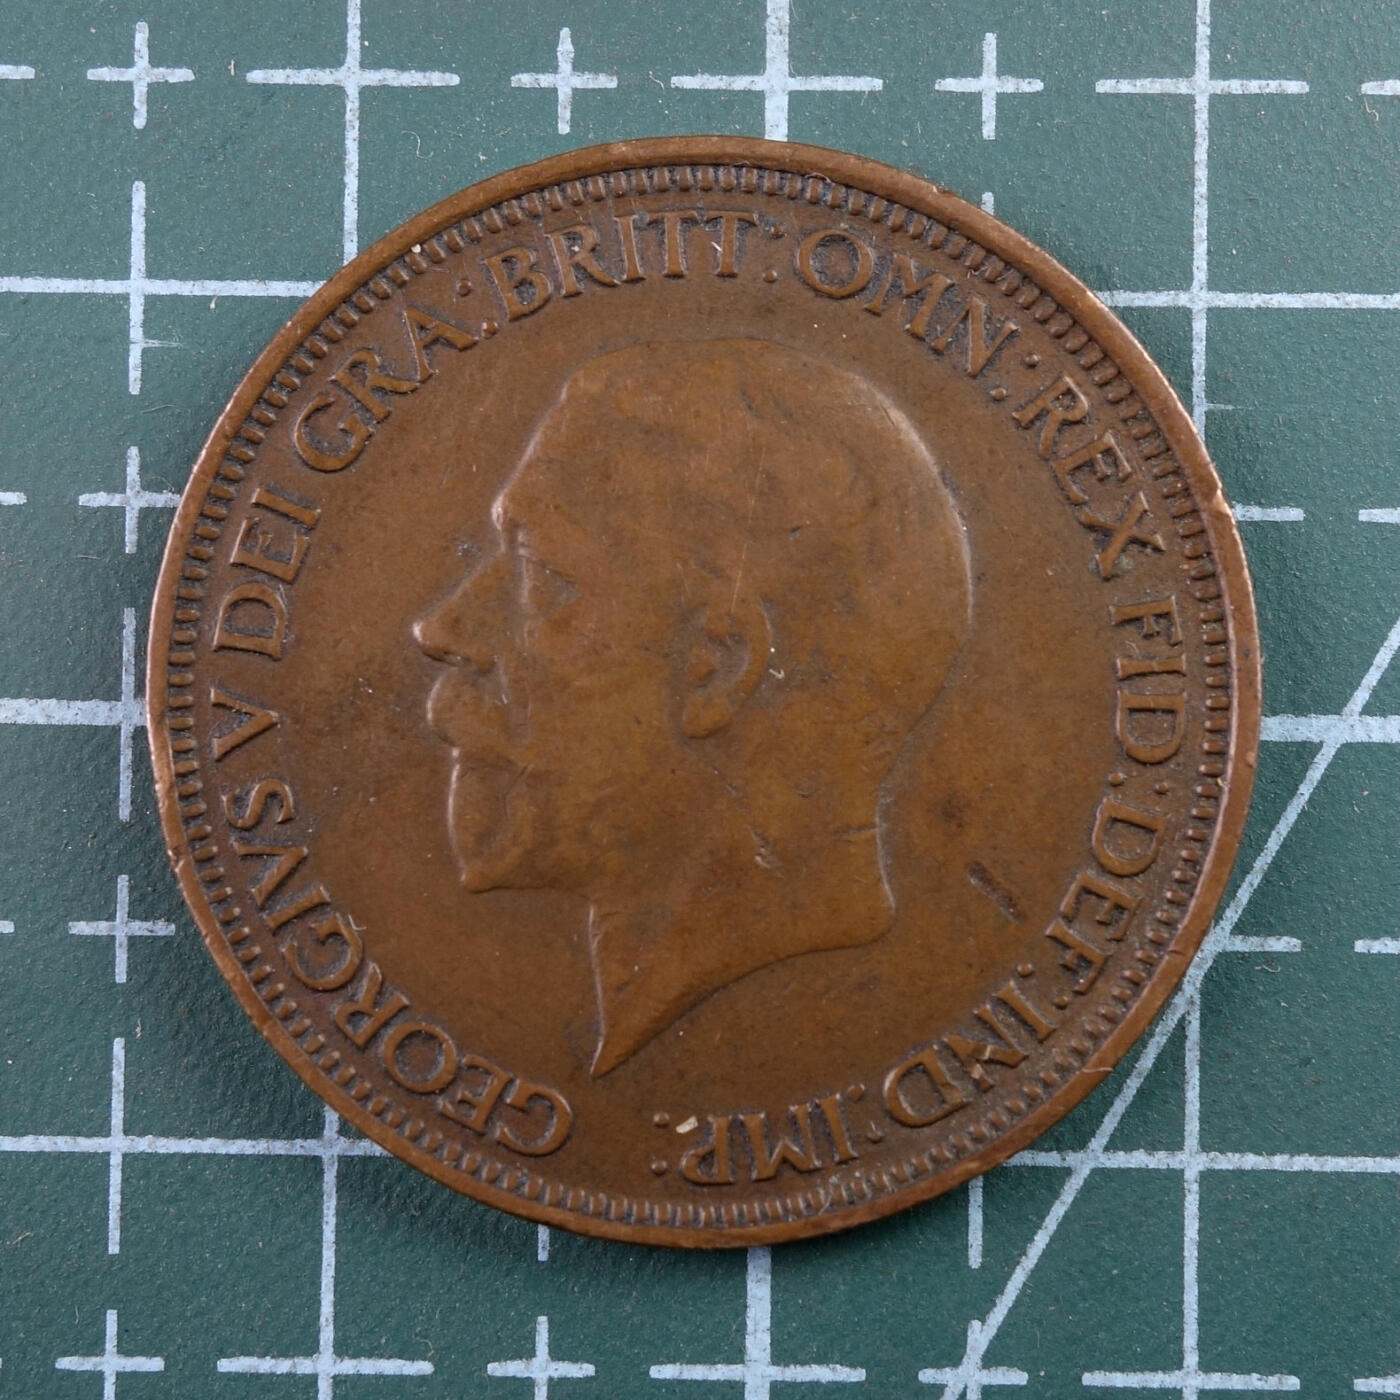 GEORGIVS V DEI GRA: BRITT: OMN: REX FID: DEF: IND: IMP: